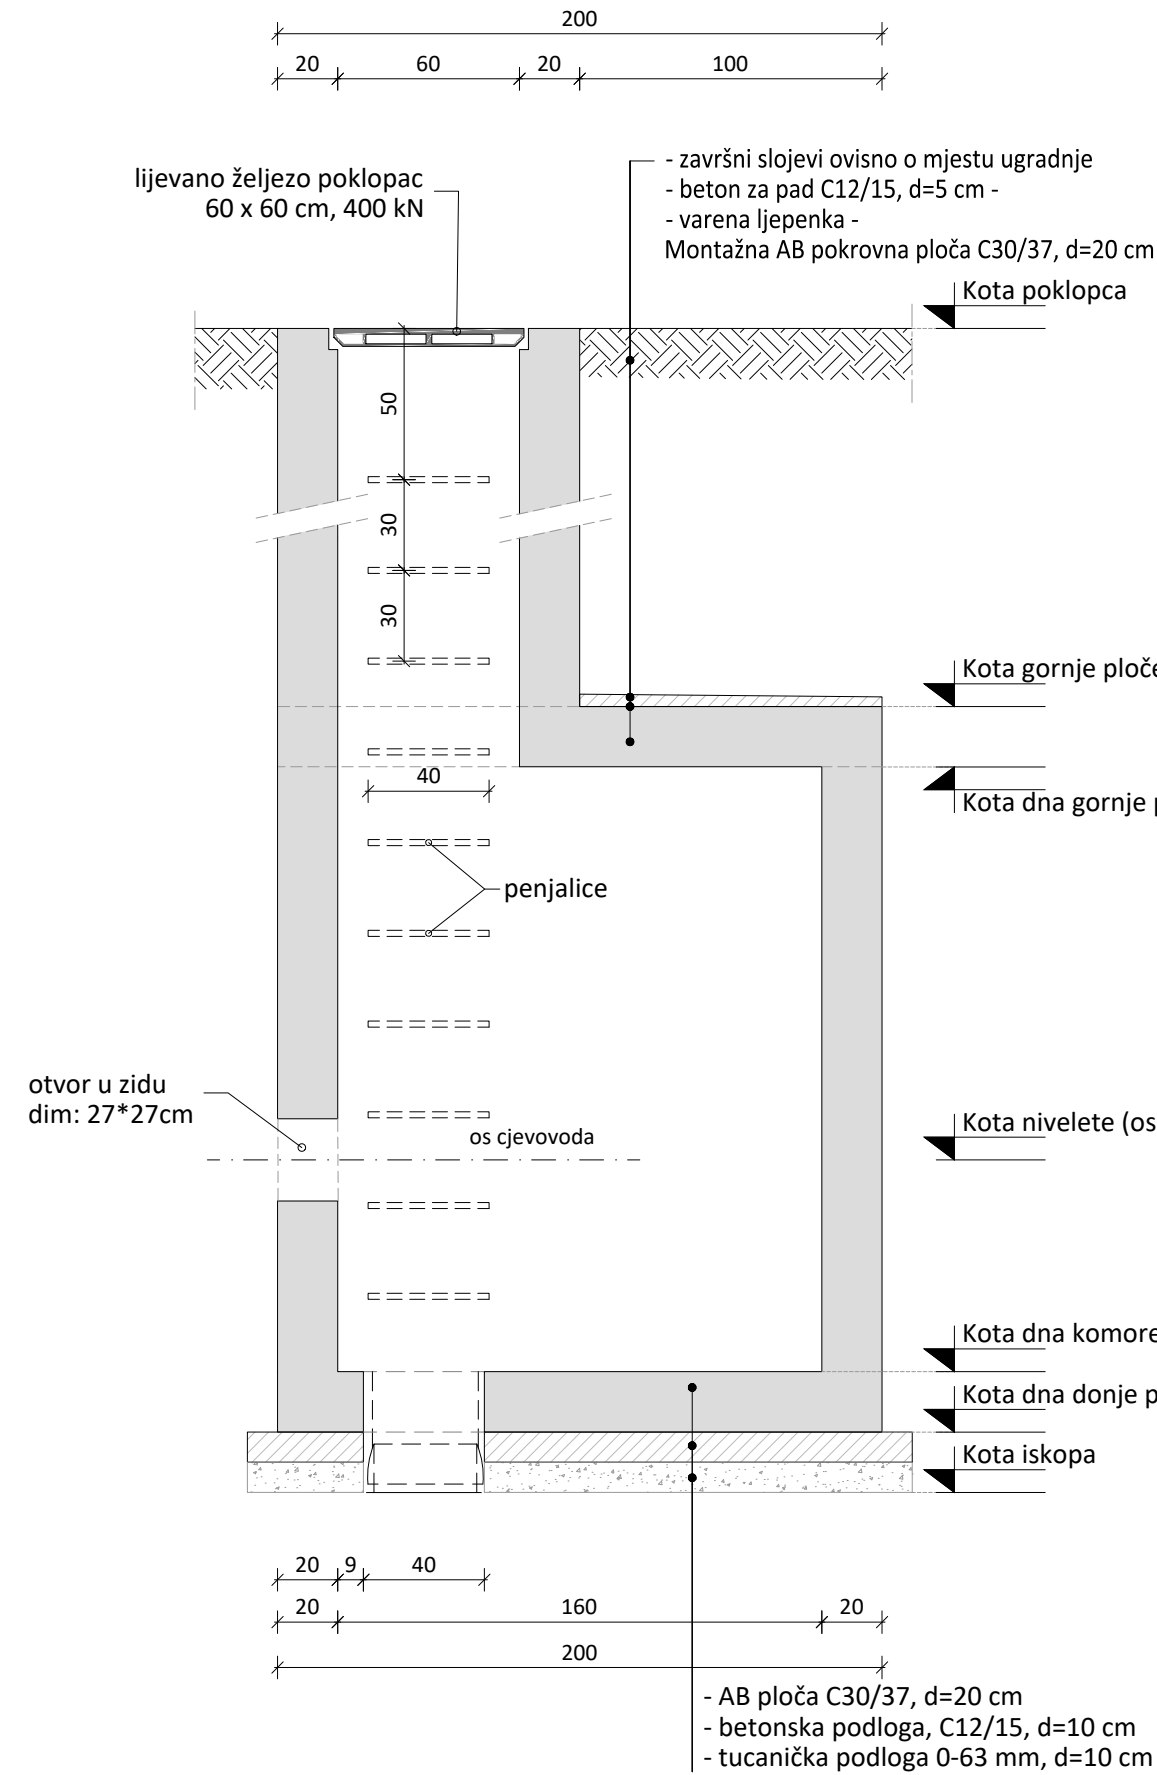 200
20 60 20 100
lijevano željezo poklopac
60 x 60 cm, 400 kN
- završni slojevi ovisno o mjestu ugradnje
- beton za pad C12/15, d=5 cm -
- varena ljepenka -
Montažna AB pokrovna ploča C30/37, d=20 cm
Kota poklopca
50
30
30
Kota gornje ploče
40
Kota dna gornje p
penjalice
otvor u zidu
dim: 27*27cm
os cjevovoda
Kota nivelete (os
Kota dna komore
Kota dna donje p
Kota iskopa
20 9 40
20 160 20
200
- AB ploča C30/37, d=20 cm
- betonska podloga, C12/15, d=10 cm
- tucanička podloga 0-63 mm, d=10 cm